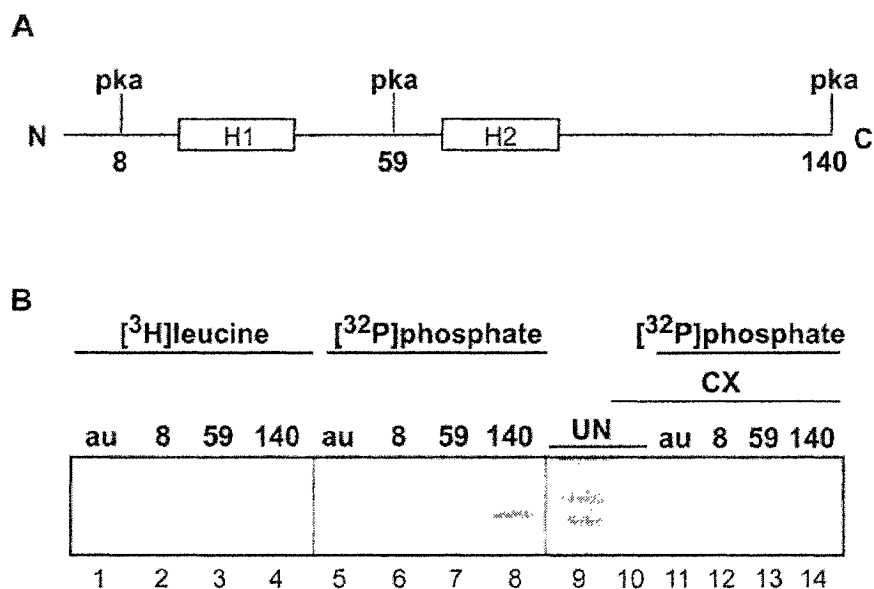 A
pka pka pka
N H1 H2 C
8 59 140
B
[3H]leucine [32P]phosphate [32P]phosphate
CX
au 8 59 140 au 8 59 140 UN au 8 59 140
1 2 3 4 5 6 7 8 9 10 11 12 13 14